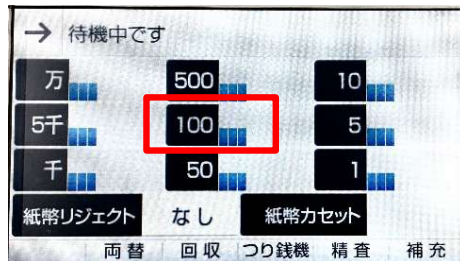 → 待機中です
万 500 10
5千 100 5
千 50 1
紙幣リジェクト なし 紙幣カセット
両替 回収 つり銭機 精査 補充